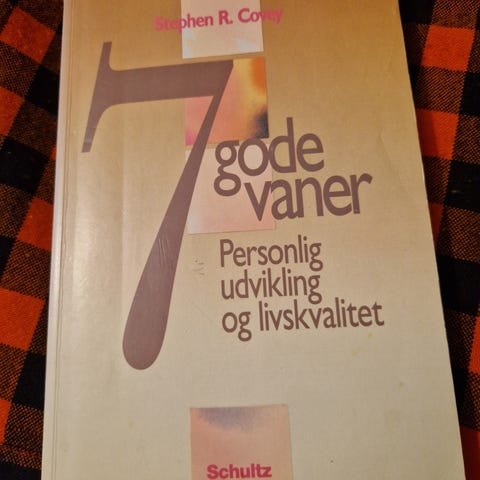 Stephen R. Covey
7 gode
vaner
Personlig
udvikling
og livskvalitet
Schultz